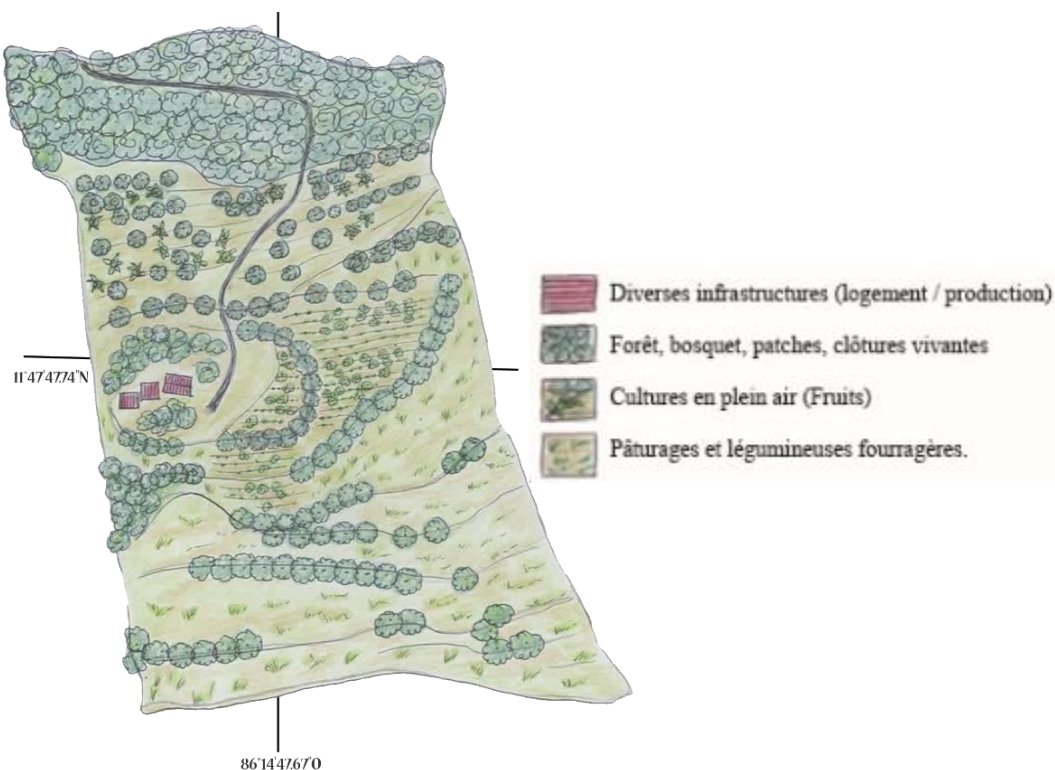 Diverses infrastructures (logement / production)
Forêt, bosquet, patches, clôtures vivantes
11°47'47.74"N
Cultures en plein air (Fruits)
Pâturages et légumineuses fourragères.
86°14'47.67"O